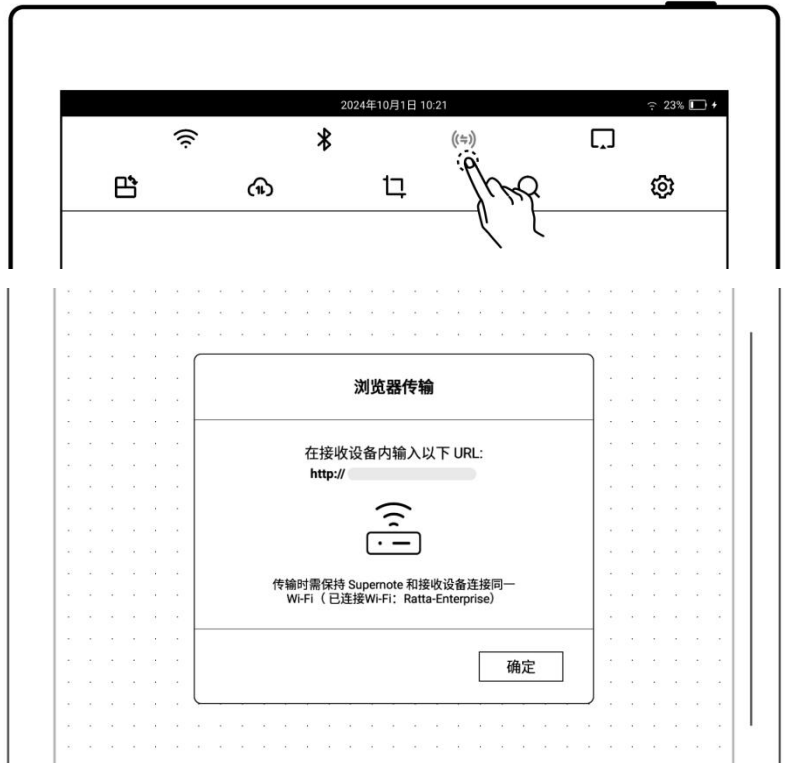 2024年10月1日 10:21
23%
浏览器传输
在接收设备内输入以下 URL:
http://
传输时需保持 Supernote 和接收设备连接同一
Wi-Fi（ 已连接Wi-Fi：Ratta-Enterprise）
确定